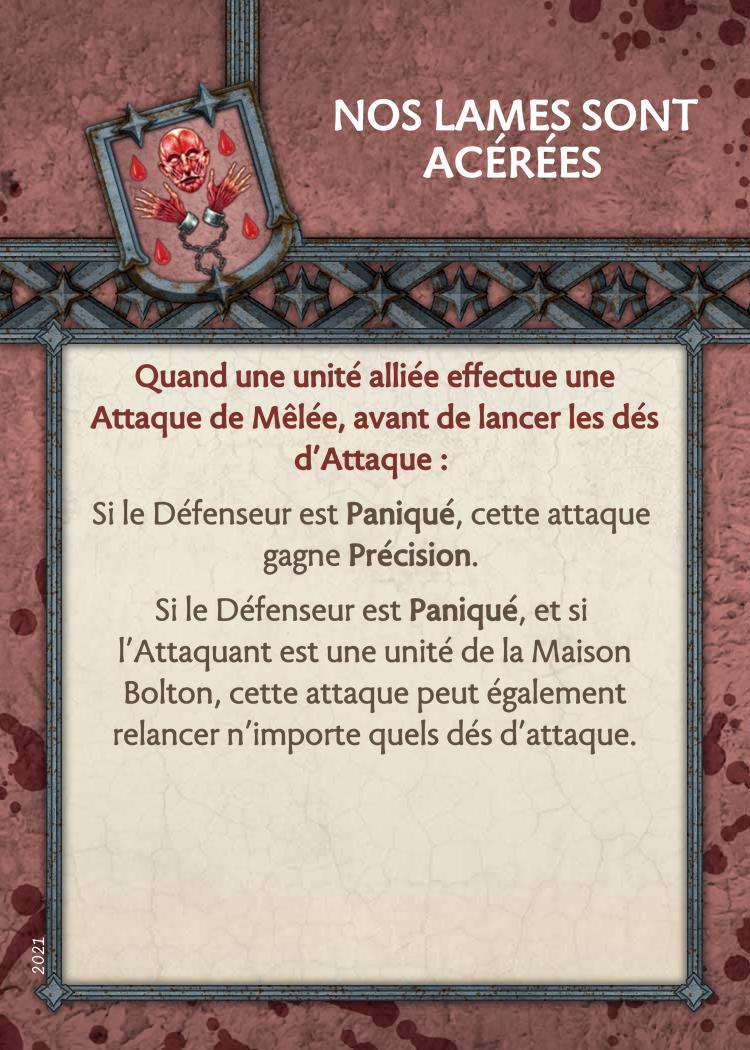 NOS LAMES SONT
ACÉRÉES
Quand une unité alliée effectue une
Attaque de Mêlée, avant de lancer les dés
d'Attaque :
Si le Défenseur est Paniqué, cette attaque
gagne Précision.
Si le Défenseur est Paniqué, et si
l'Attaquant est une unité de la Maison
Bolton, cette attaque peut également
relancer n'importe quels dés d'attaque.
2021